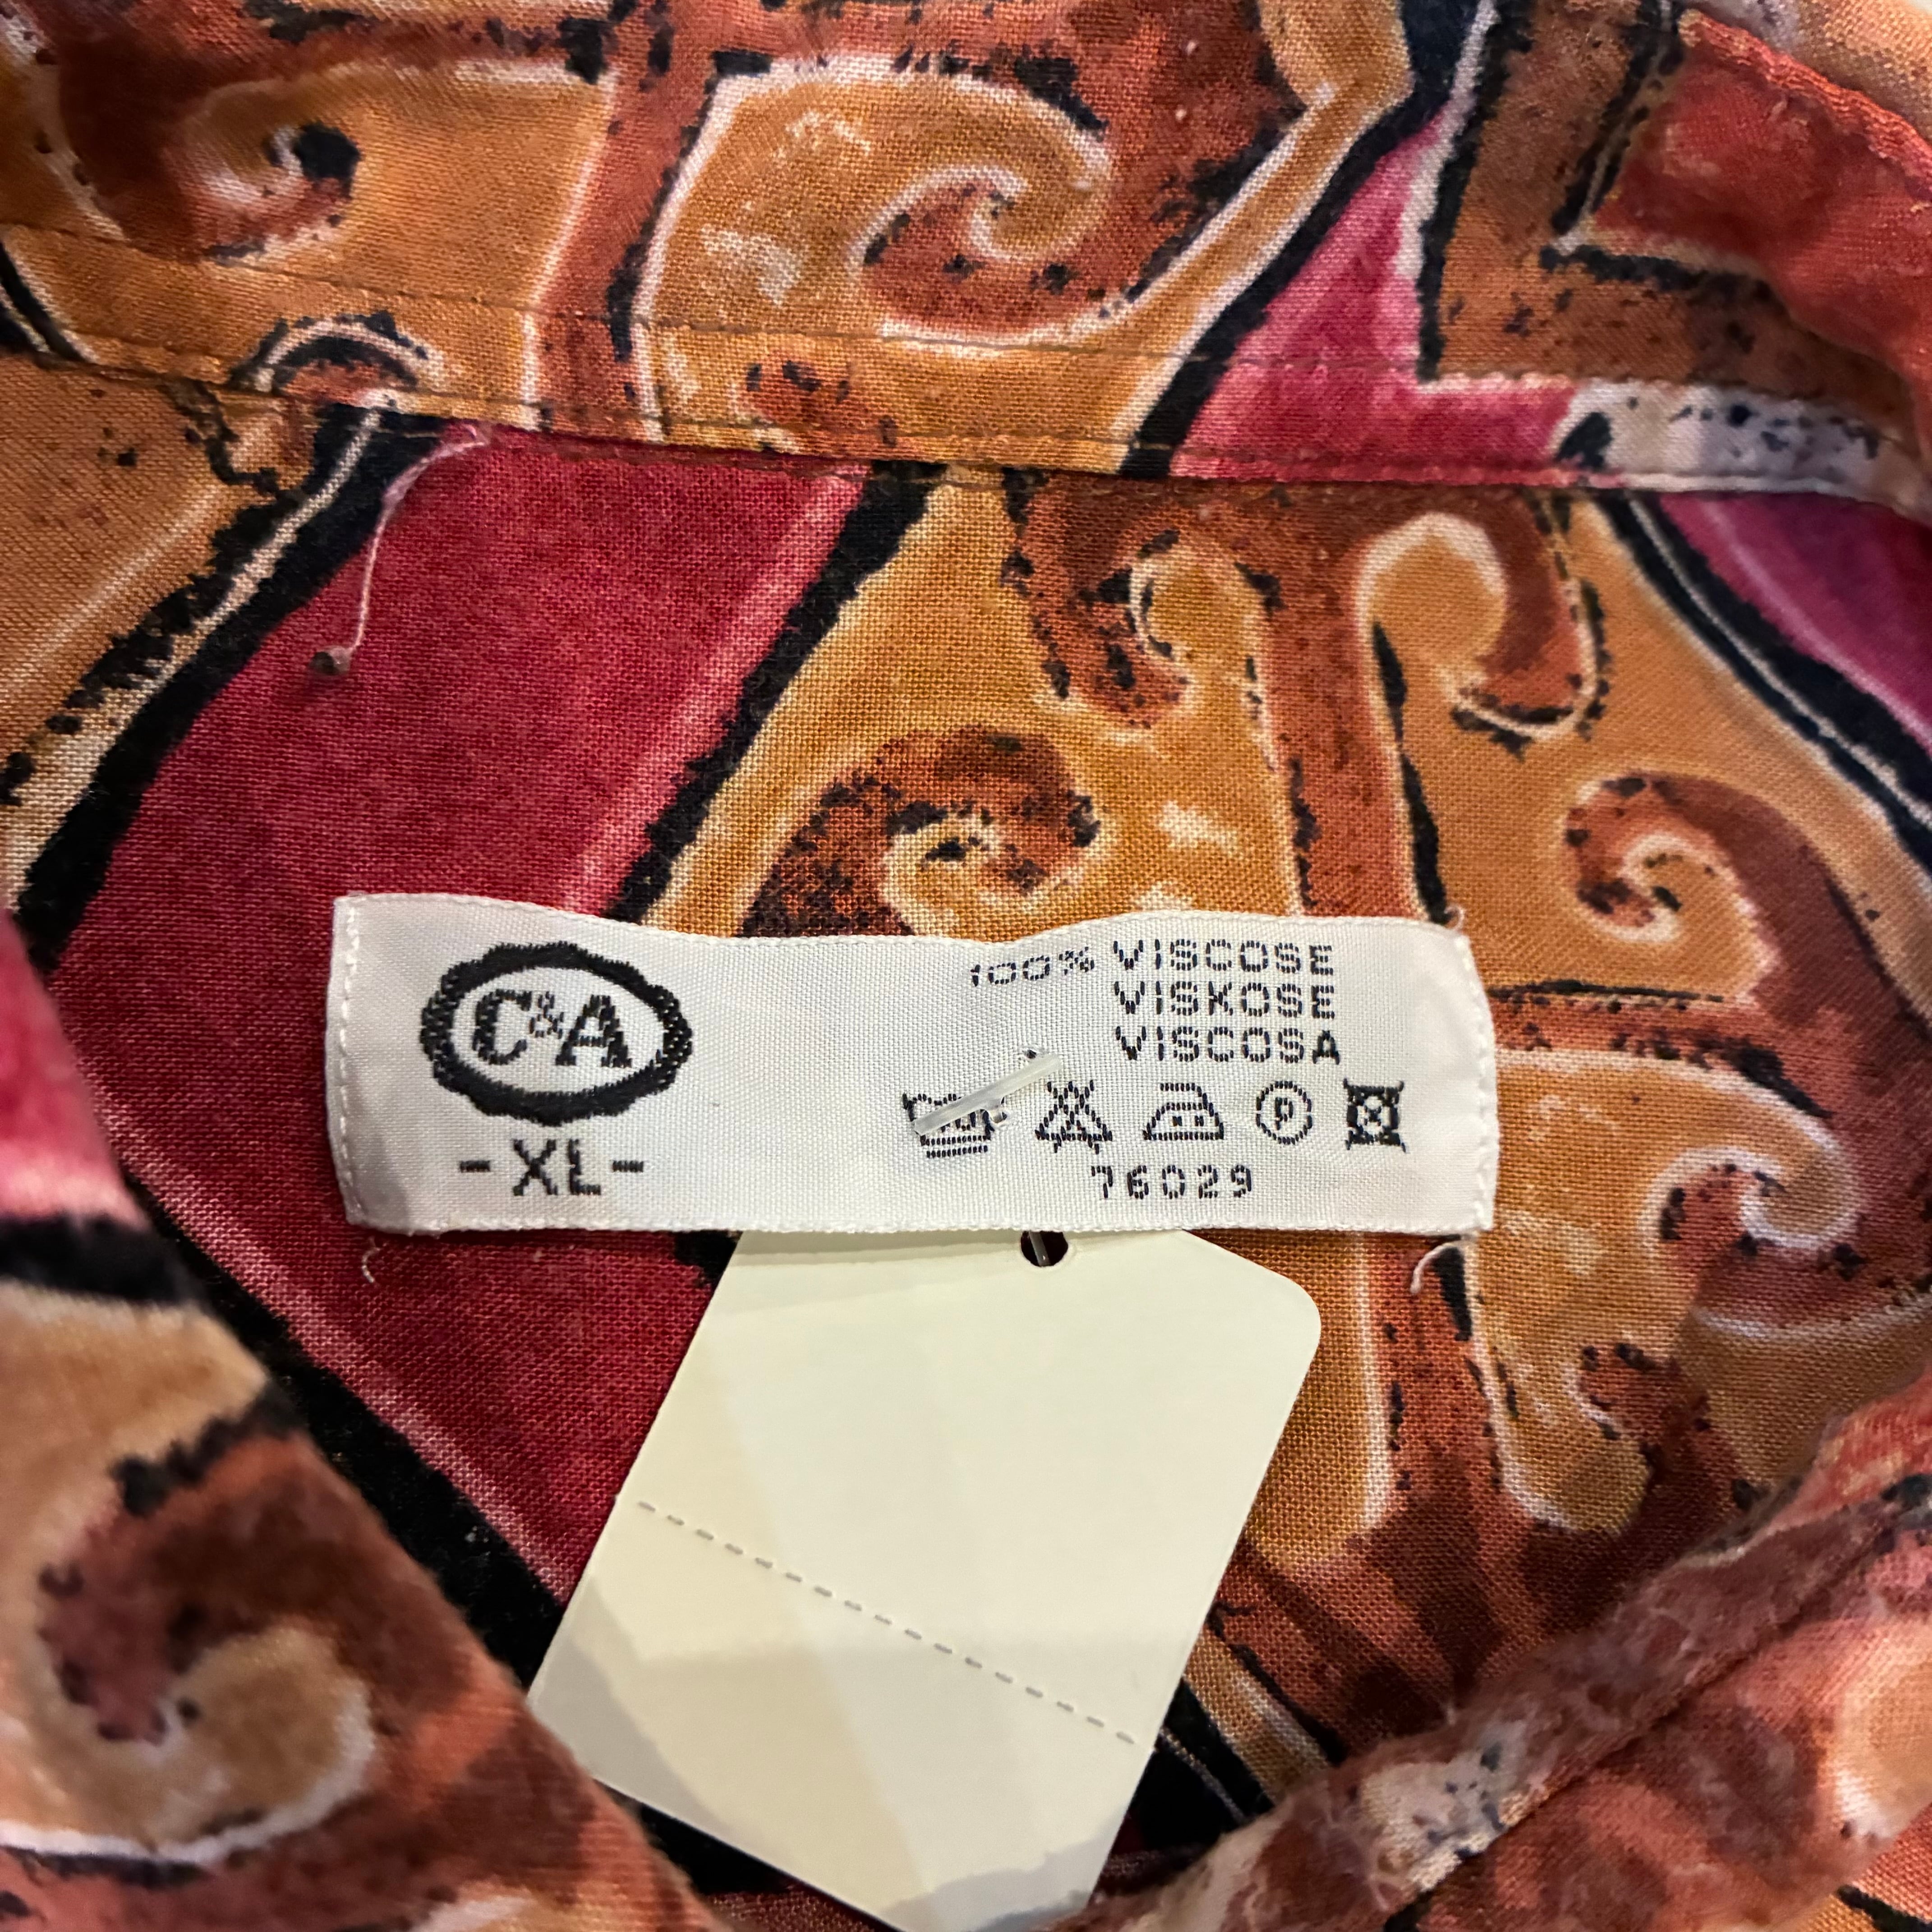 C&A
-XL-
100% VISCOSE
VISKOSE
VISCOSA
P
76029